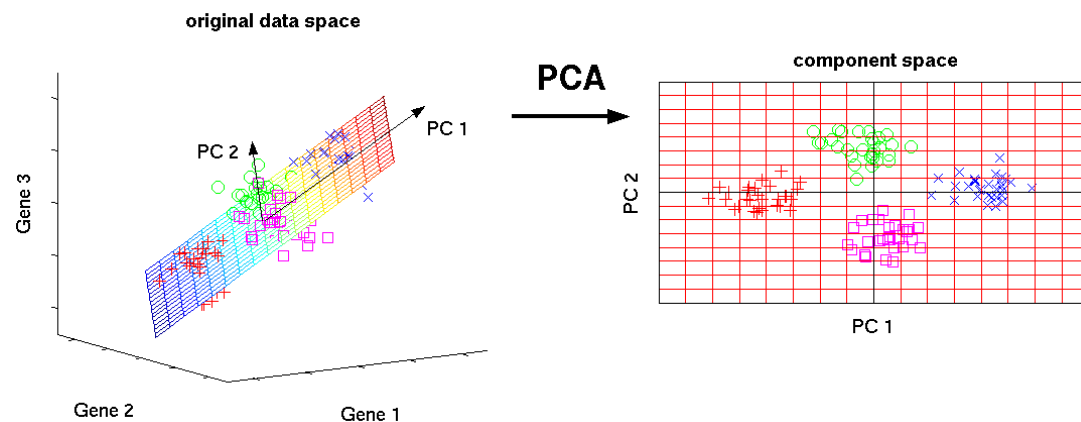 original data space
PC 1
PC 2
Gene 3
Gene 2
Gene 1
PCA
component space
PC 2
PC 1